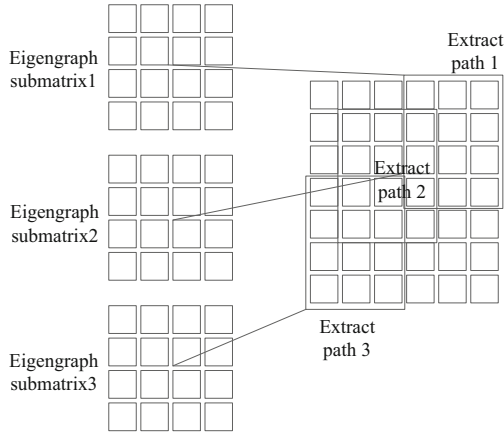 Eigengraph
submatrix1
Extract
path 1
Eigengraph
submatrix2
Extract
path 2
Eigengraph
submatrix3
Extract
path 3